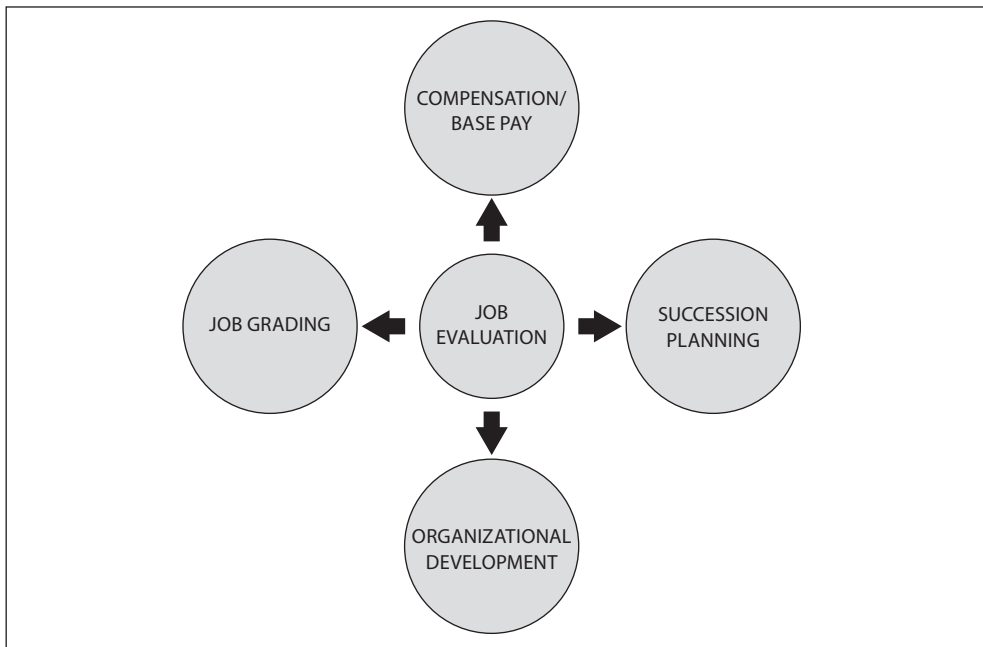 COMPENSATION/
BASE PAY
JOB GRADING
JOB
EVALUATION
SUCCESSION
PLANNING
ORGANIZATIONAL
DEVELOPMENT